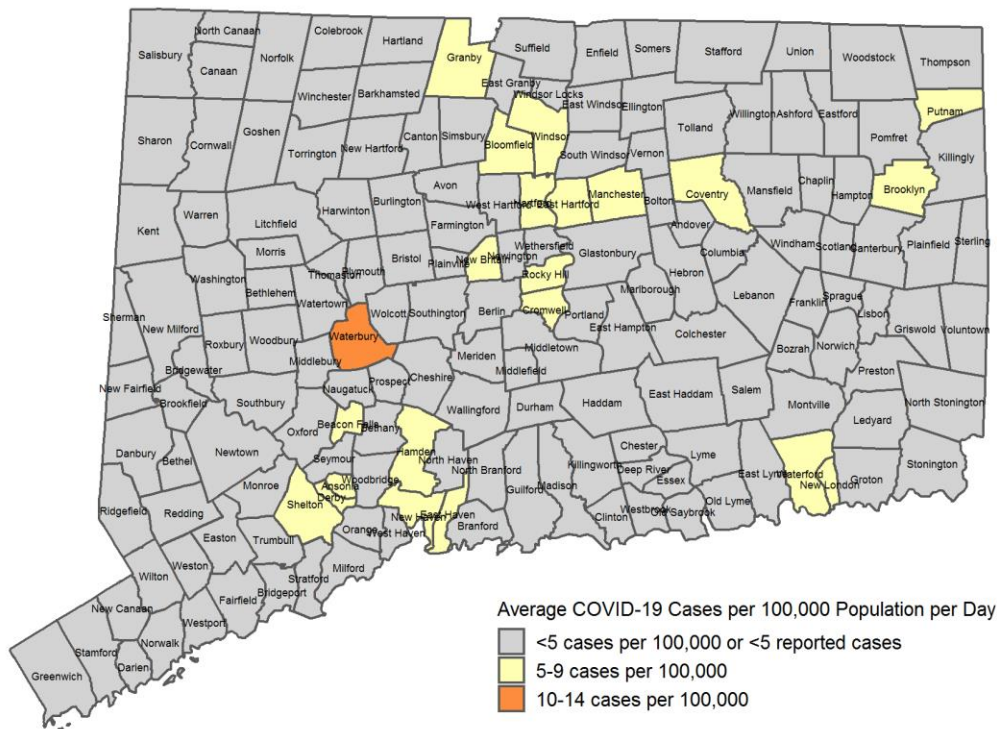 North Canaan
Colebrook
Hartland
Salisbury
Norfolk
Canaan
Granby
Suffield
Enfield
Somers
Stafford
Union
Woodstock
Thompson
East Granby
Windsor Locks
Winchester
Barkhamsted
East Windsor
Ellington
Willington
Ashford
Eastford
Putnam
Sharon
Cornwall
Goshen
Torrington
New Hartford
Canton
Simsbury
Bloomfield
Windsor
South Windsor
Vernon
Tolland
Pomfret
Killingly
Kent
Warren
Litchfield
Harwinton
Burlington
Avon
West Hartford
Hartford
East Hartford
Manchester
Bolton
Coventry
Mansfield
Chaplin
Hampton
Brooklyn
Morris
Farmington
Andover
Washington
Bethlehem
Thomaston
Plymouth
Bristol
Plainville
New Britain
Newington
Wethersfield
Glastonbury
Columbia
Windham
Scotland
Canterbury
Plainfield
Sterling
Rocky Hill
Hebron
Watertown
Marlborough
Lebanon
Franklin
Sprague
Lisbon
Sherman
New Milford
Roxbury
Woodbury
Waterbury
Wolcott
Southington
Berlin
Cromwell
Portland
East Hampton
Colchester
Bozrah
Norwich
Griswold
Voluntown
Bridgewater
Middlebury
Meriden
Middletown
Middlefield
Preston
New Fairfield
Brookfield
Southbury
Naugatuck
Prospect
Cheshire
Wallingford
Durham
Haddam
East Haddam
Salem
Montville
Ledyard
North Stonington
Danbury
Bethel
Newtown
Oxford
Beacon Falls
Bethany
Hamden
North Haven
Seymour
Woodbridge
North Branford
Killingworth
Chester
Deep River
Essex
Lyme
East Lyme
Waterford
New London
Groton
Stonington
Ridgefield
Redding
Monroe
Shelton
Ansonia
Derby
New Haven
East Haven
Branford
Guilford
Madison
Clinton
Westbrook
Old Saybrook
Old Lyme
Easton
Trumbull
Orange
West Haven
Milford
Wilton
Weston
Stratford
Fairfield
Bridgeport
New Canaan
Westport
Norwalk
Greenwich
Stamford
Darien
Average COVID-19 Cases per 100,000 Population per Day
<5 cases per 100,000 or <5 reported cases
5-9 cases per 100,000
10-14 cases per 100,000